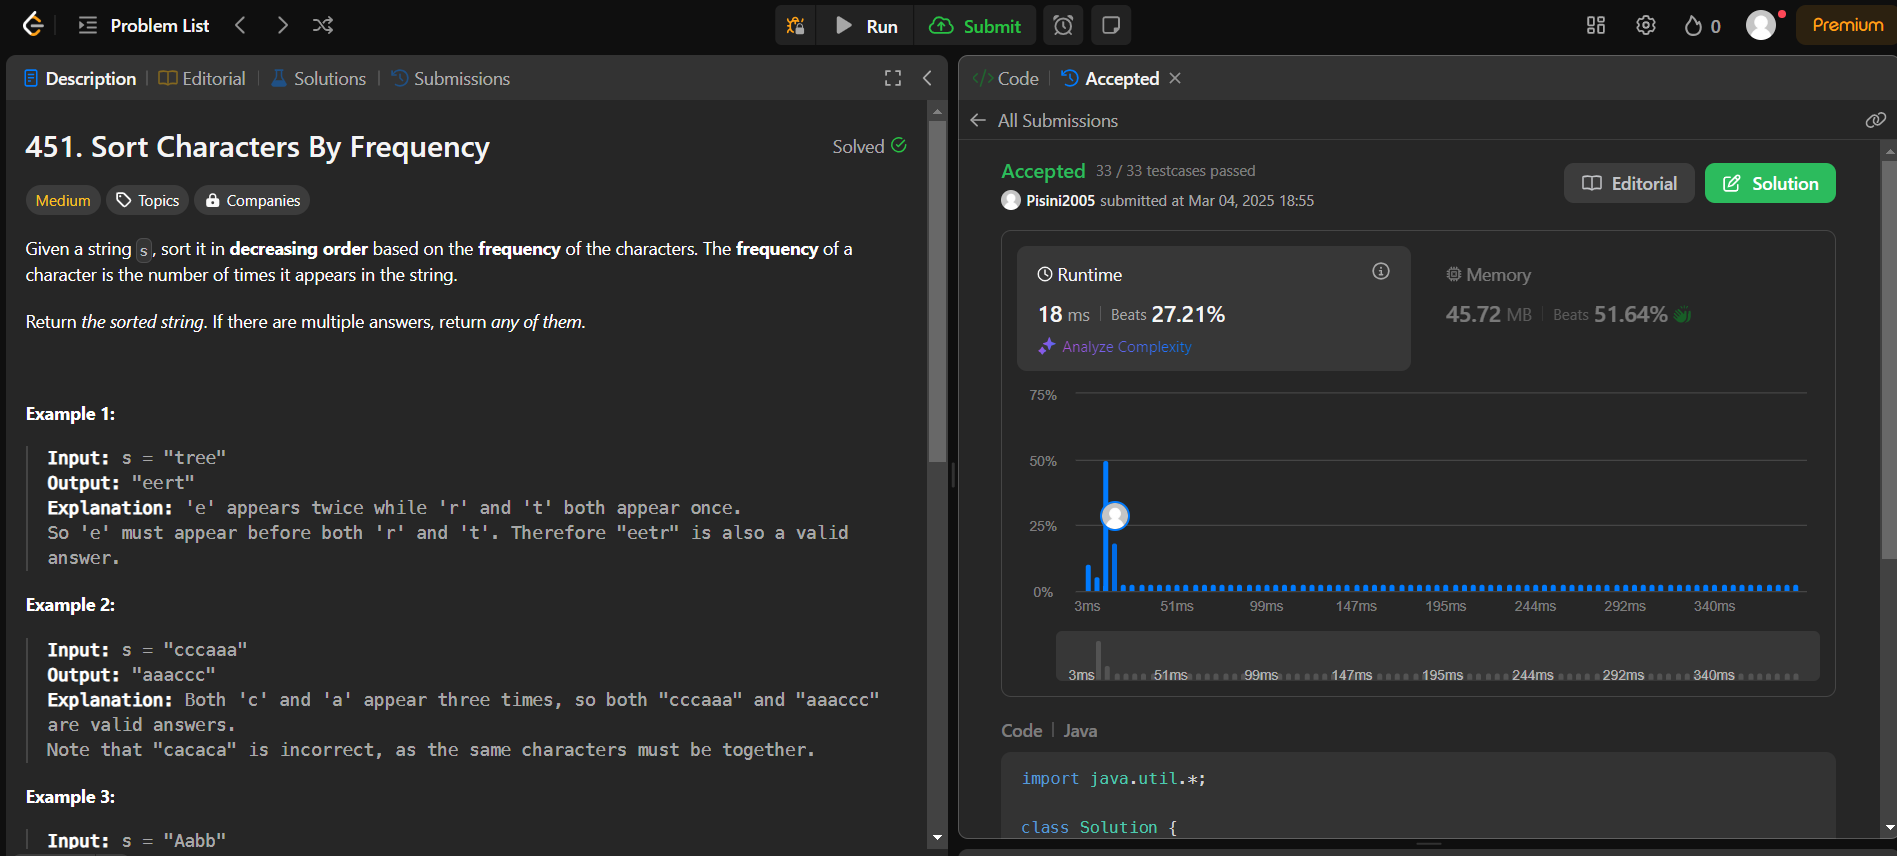 Problem List
Run
Submit
0
Premium
Description
Editorial
Solutions
Submissions
451. Sort Characters By Frequency
Solved
Medium
Topics
Companies
Given a string s, sort it in decreasing order based on the frequency of the characters. The frequency of a
character is the number of times it appears in the string.
Return the sorted string. If there are multiple answers, return any of them.
Example 1:
Input: s = "tree"
Output: "eert"
Explanation: 'e' appears twice while 'r' and 't' both appear once.
So 'e' must appear before both 'r' and 't'. Therefore "eetr" is also a valid
answer.
Example 2:
Input: s = "cccaaa"
Output: "aaaccc"
Explanation: Both 'c' and 'a' appear three times, so both "cccaaa" and "aaaccc"
are valid answers.
Note that "cacaca" is incorrect, as the same characters must be together.
Example 3:
Input: s = "Aabb"
</> Code
Accepted
All Submissions
Accepted 33 / 33 testcases passed
Pisini2005 submitted at Mar 04, 2025 18:55
Editorial
Solution
Runtime
18 ms | Beats 27.21%
Analyze Complexity
Memory
45.72 MB | Beats 51.64%
75%
50%
25%
0%
3ms 51ms 99ms 147ms 195ms 244ms 292ms 340ms
3ms 51ms 99ms 147ms 195ms 244ms 292ms 340ms
Code | Java
import java.util.*;
class Solution {